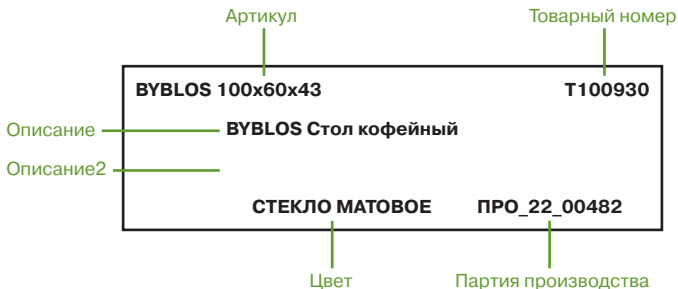 Артикул
Товарный номер
BYBLOS 100x60x43
T100930
Описание
BYBLOS Стол кофейный
Описание2
СТЕКЛО МАТОВОЕ
ПРО_22_00482
Цвет
Партия производства